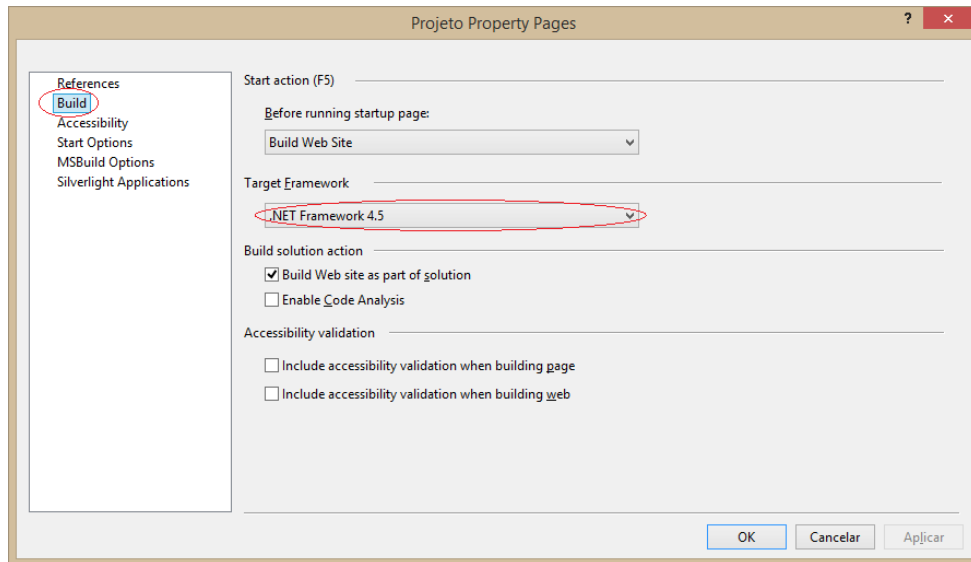 Projeto Property Pages
?
References
Build
Accessibility
Start Options
MSBuild Options
Silverlight Applications
Start action (F5)
Before running startup page:
Build Web Site
Target Framework
.NET Framework 4.5
Build solution action
Build Web site as part of solution
Enable Code Analysis
Accessibility validation
Include accessibility validation when building page
Include accessibility validation when building web
OK
Cancelar
Aplicar